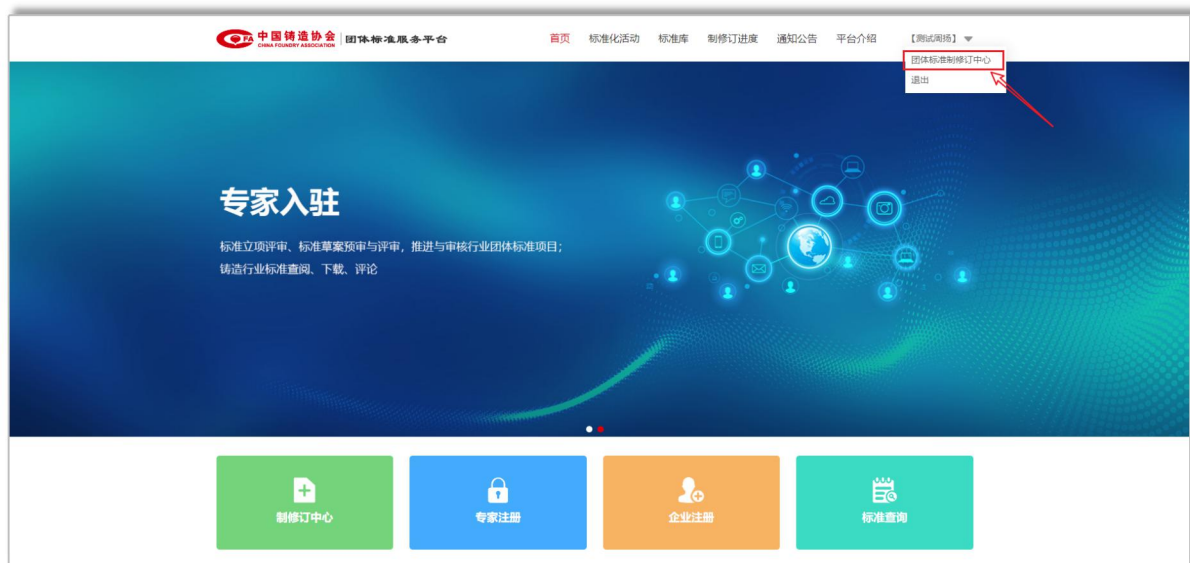 中国铸造协会
CHINA FOUNDRY ASSOCIATION
团体标准服务平台
首页 标准化活动 标准库 制修订进度 通知公告 平台介绍 【测试周扬】
团体标准制修订中心
退出
专家入驻
标准立项评审、标准草案预审与评审，推进与审核行业团体标准项目；
铸造行业标准查阅、下载、评论
制修订中心 专家注册 企业注册 标准查询